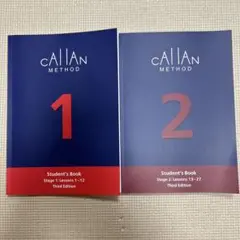 CAllAN
METHOD
1
Student's Book
Stage 1: Lessons 1 - 12
Third Edition
CAllAN
METHOD
2
Student's Book
Stage 2: Lessons 13 - 27
Third Edition